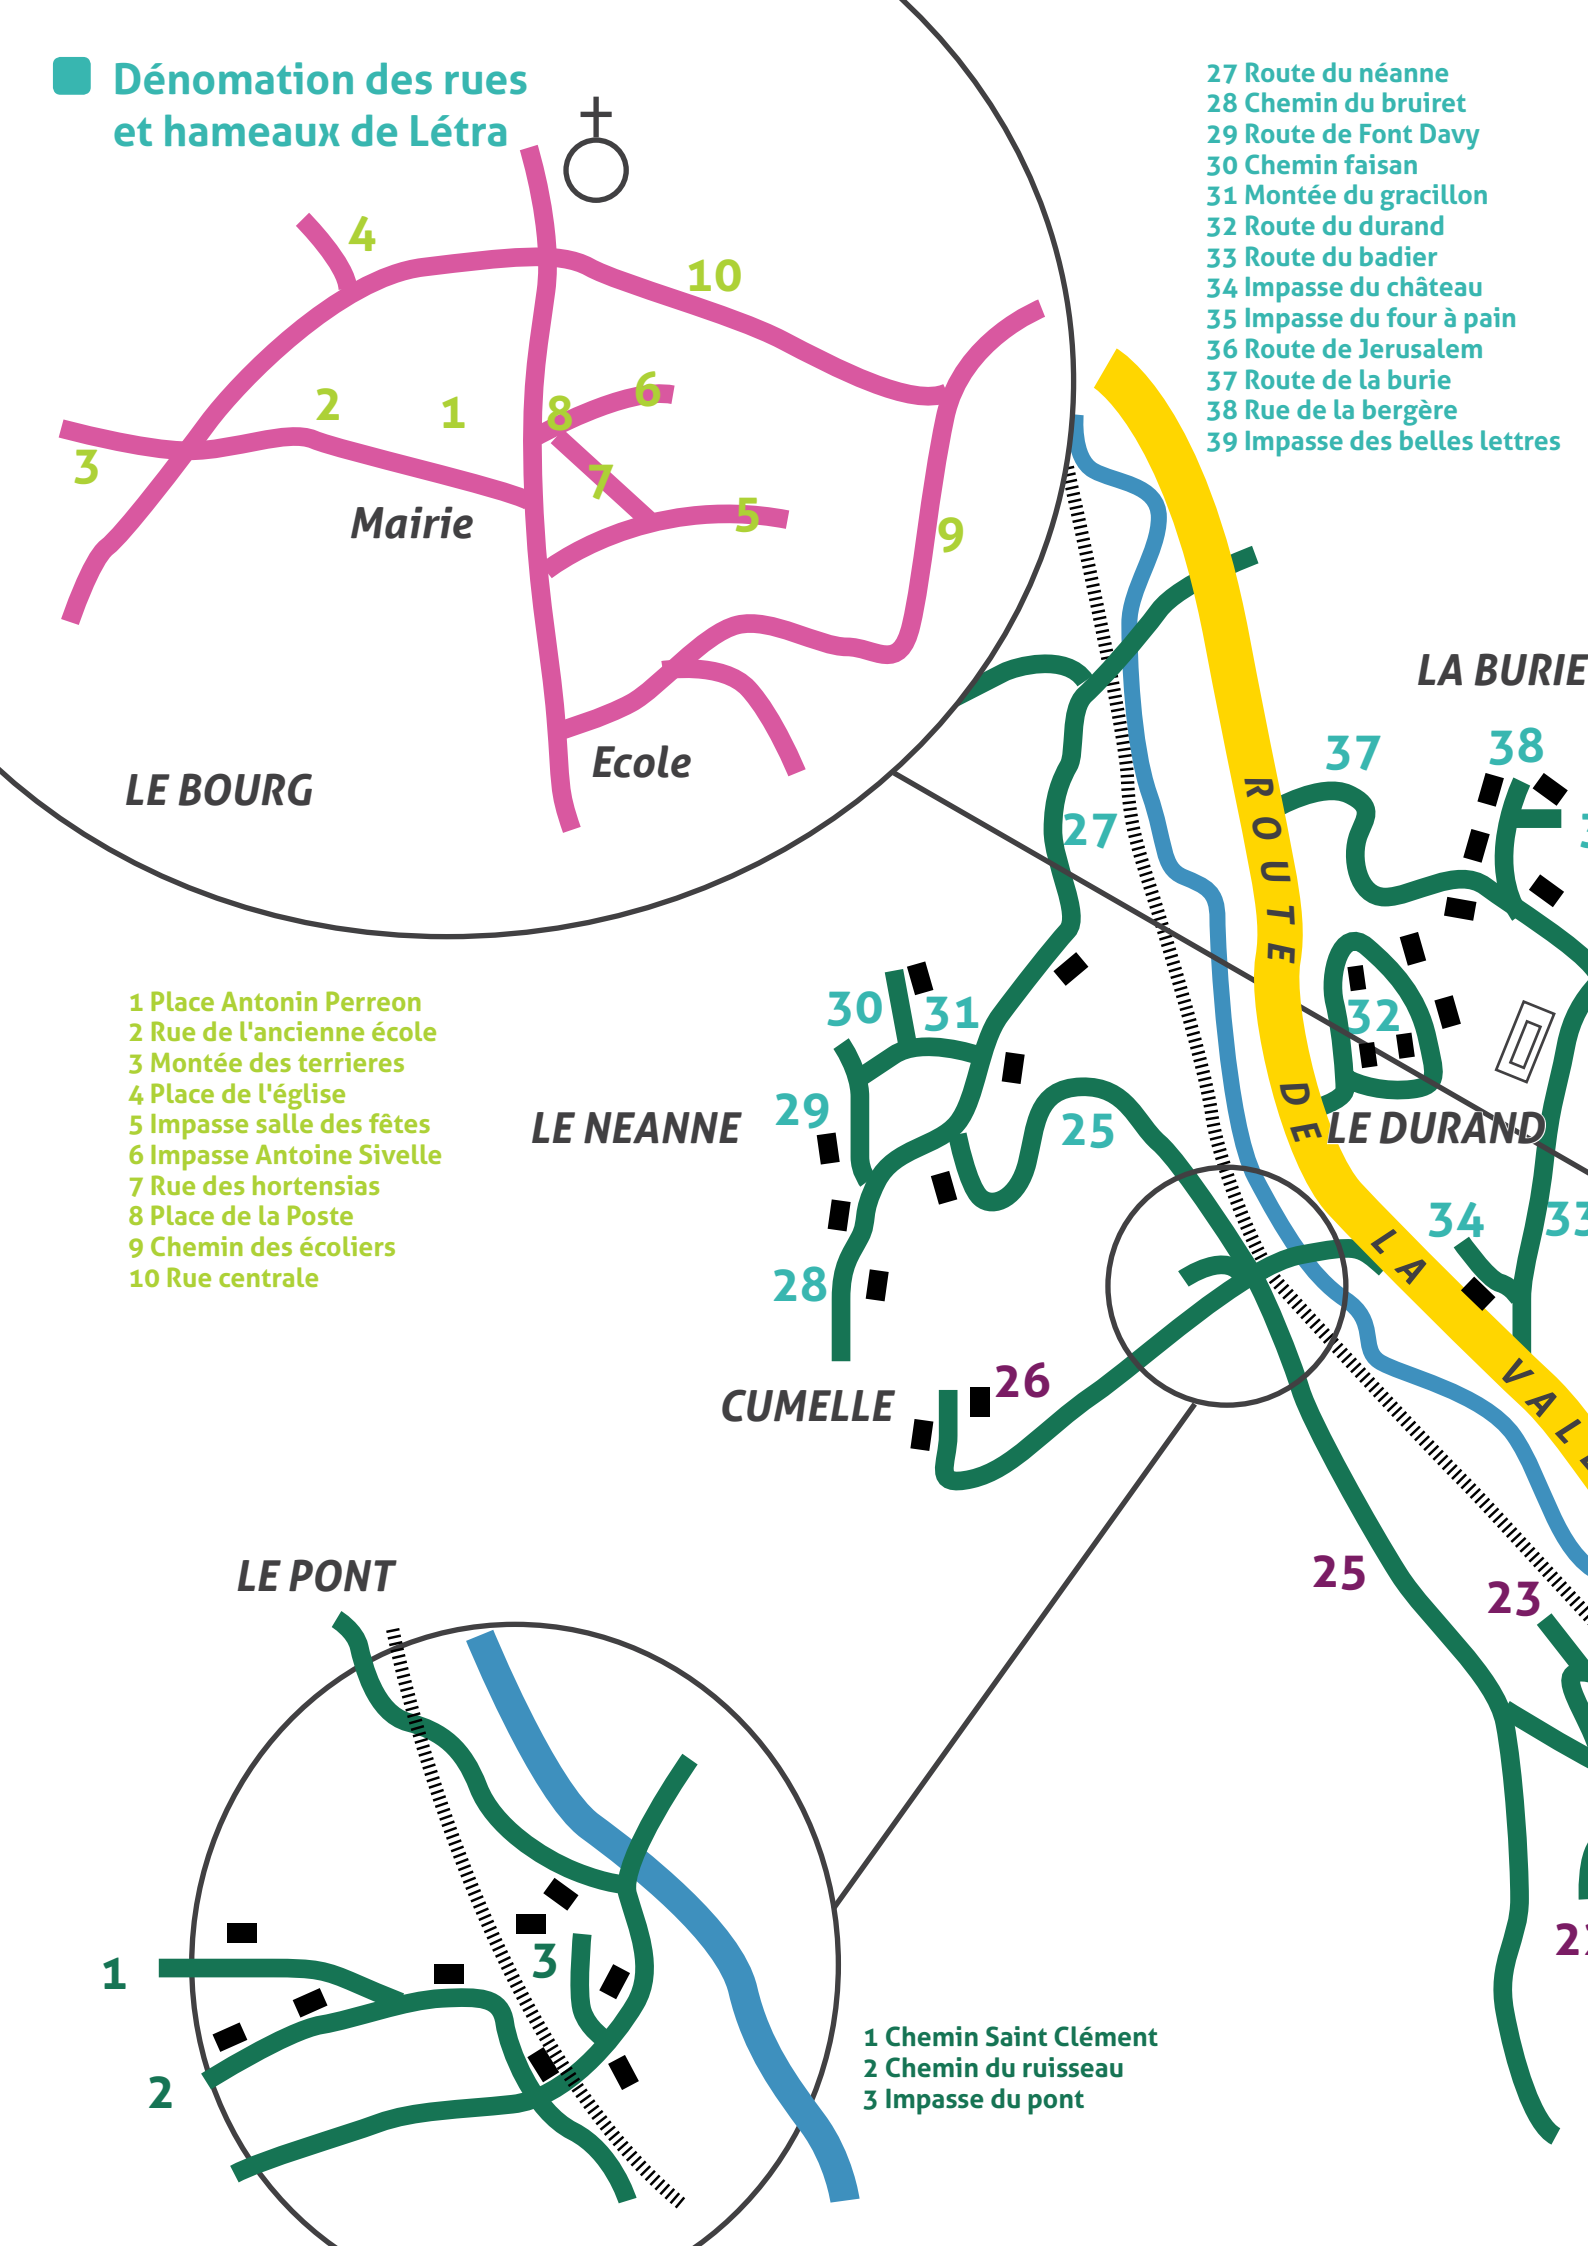 Dénomation des rues
et hameaux de Létra
27 Route du néanne
28 Chemin du bruiret
29 Route de Font Davy
30 Chemin faisan
31 Montée du gracillon
32 Route du durand
33 Route du badier
34 Impasse du château
35 Impasse du four à pain
36 Route de Jerusalem
37 Route de la burie
38 Rue de la bergère
39 Impasse des belles lettres
4
10
2
1
8
6
3
7
5
9
Mairie
Ecole
LE BOURG
LA BURIE
37
38
27
ROUTE DE LA
1 Place Antonin Perreon
2 Rue de l'ancienne école
3 Montée des terrieres
4 Place de l'église
5 Impasse salle des fêtes
6 Impasse Antoine Sivelle
7 Rue des hortensias
8 Place de la Poste
9 Chemin des écoliers
10 Rue centrale
30
31
32
29
LE NEANNE
25
LE DURAND
34
33
28
26
CUMELLE
LE PONT
25
23
1
3
2
1 Chemin Saint Clément
2 Chemin du ruisseau
3 Impasse du pont